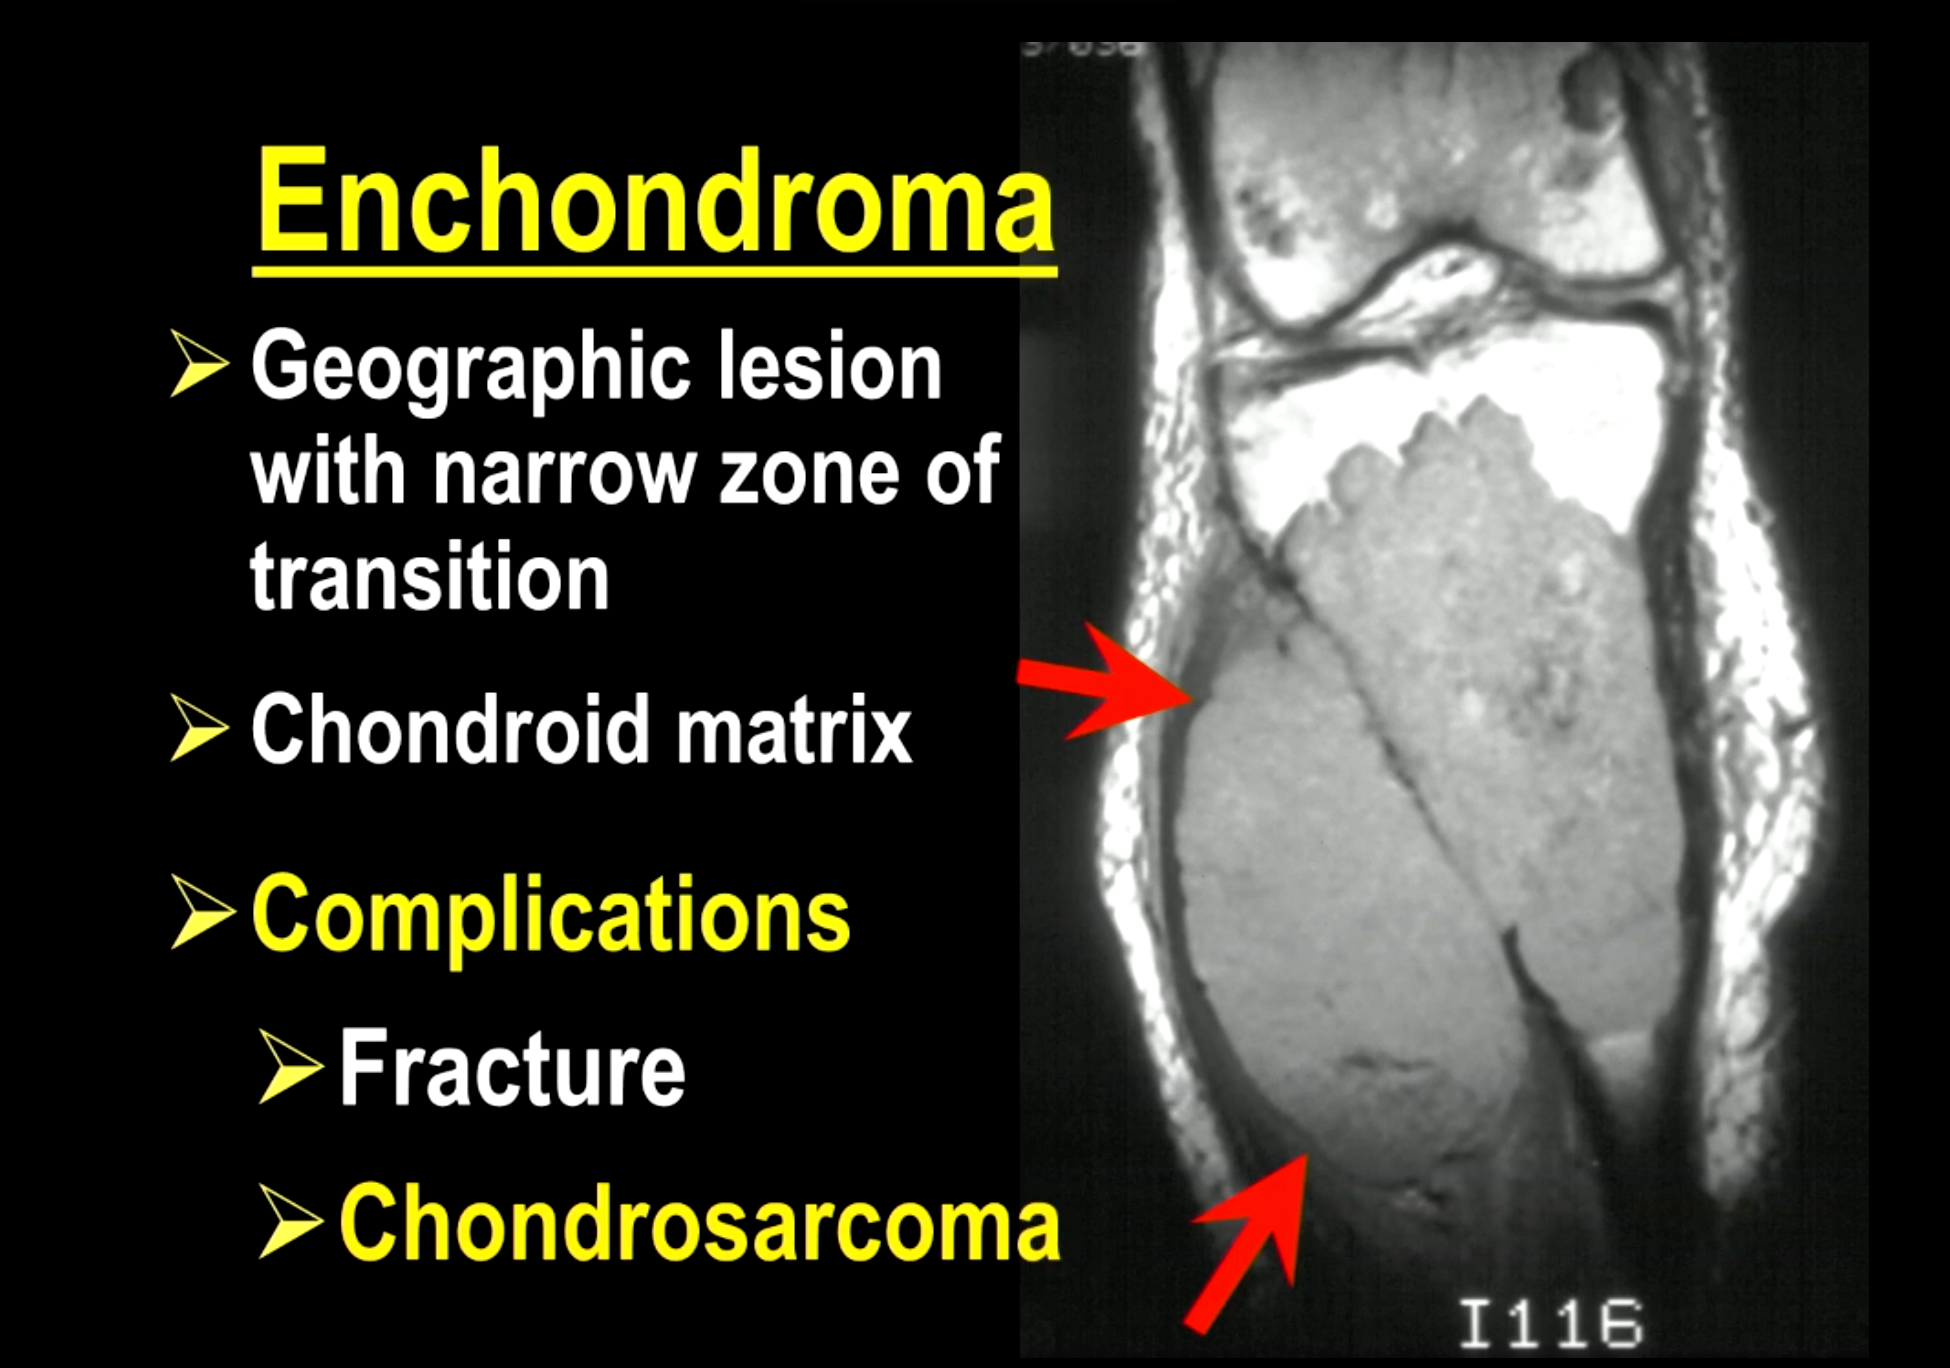 Enchondroma
Geographic lesion
with narrow zone of
transition
Chondroid matrix
Complications
Fracture
Chondrosarcoma
I116